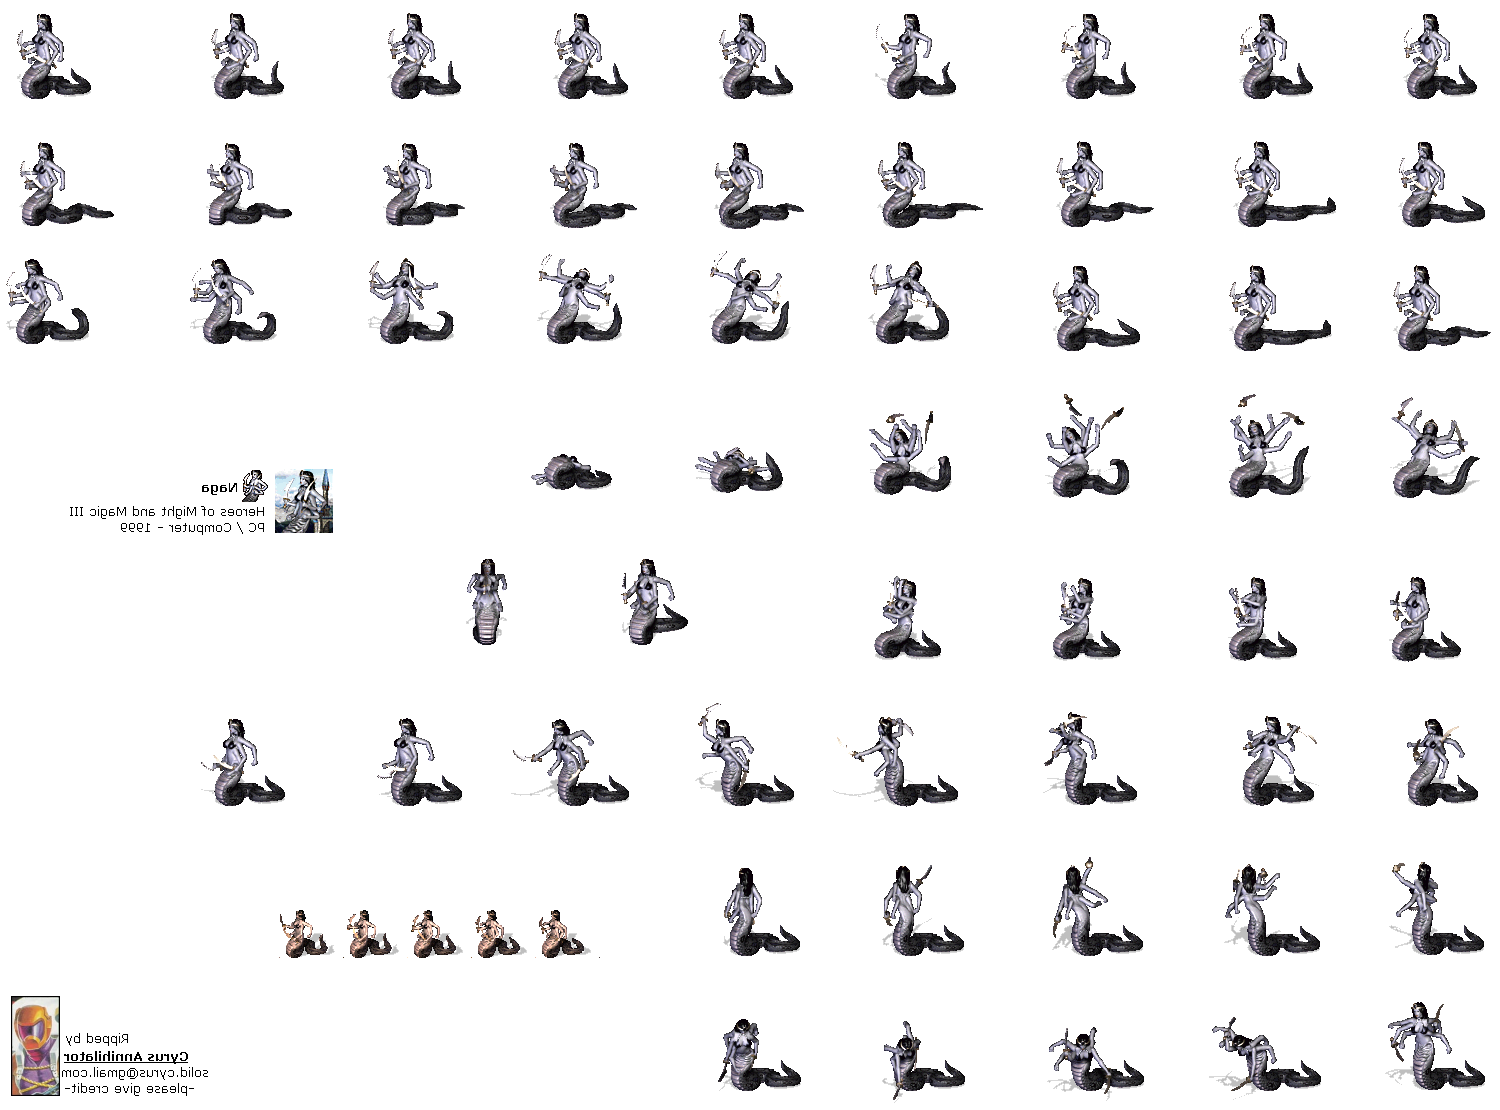 Naga
Heroes of Might and Magic III
PC / Computer - 1999
Ripped by
Cyrus Annihilator
solid.cyrus@gmail.com
-please give credit-